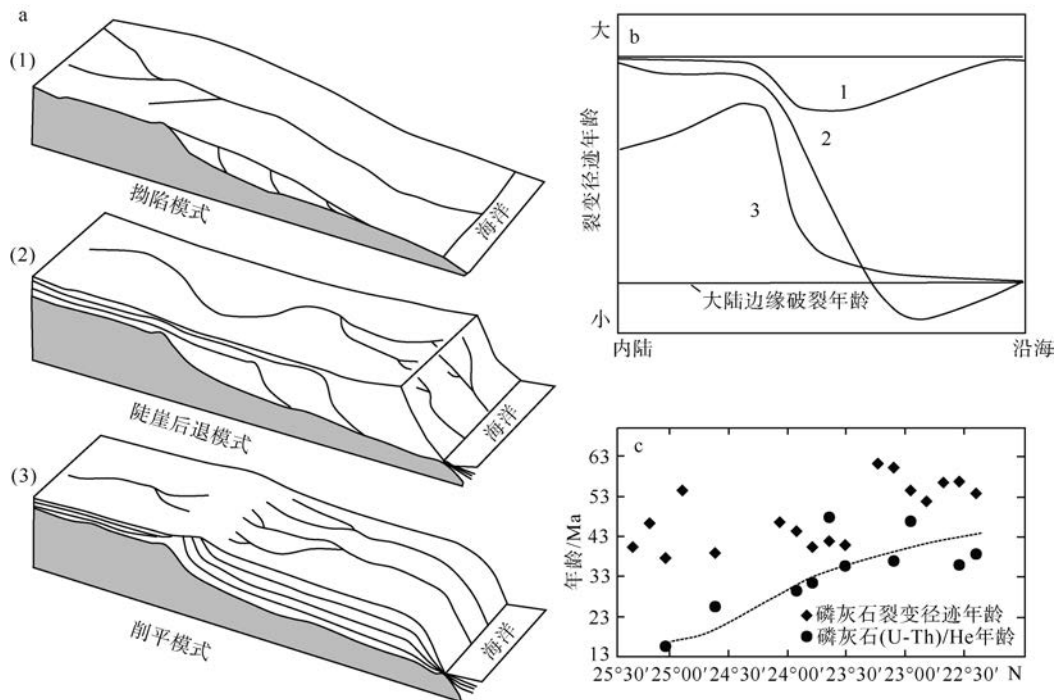 a
(1)
海洋
拗陷模式
(2)
海洋
陡崖后退模式
(3)
海洋
削平模式
b
大
裂变径迹年龄
小
1
2
3
大陆边缘破裂年龄
内陆
沿海
c
年龄/Ma
63
53
43
33
23
13
磷灰石裂变径迹年龄
磷灰石(U-Th)/He年龄
25°30′ 25°00′ 24°30′ 24°00′ 23°30′ 23°00′ 22°30′ N